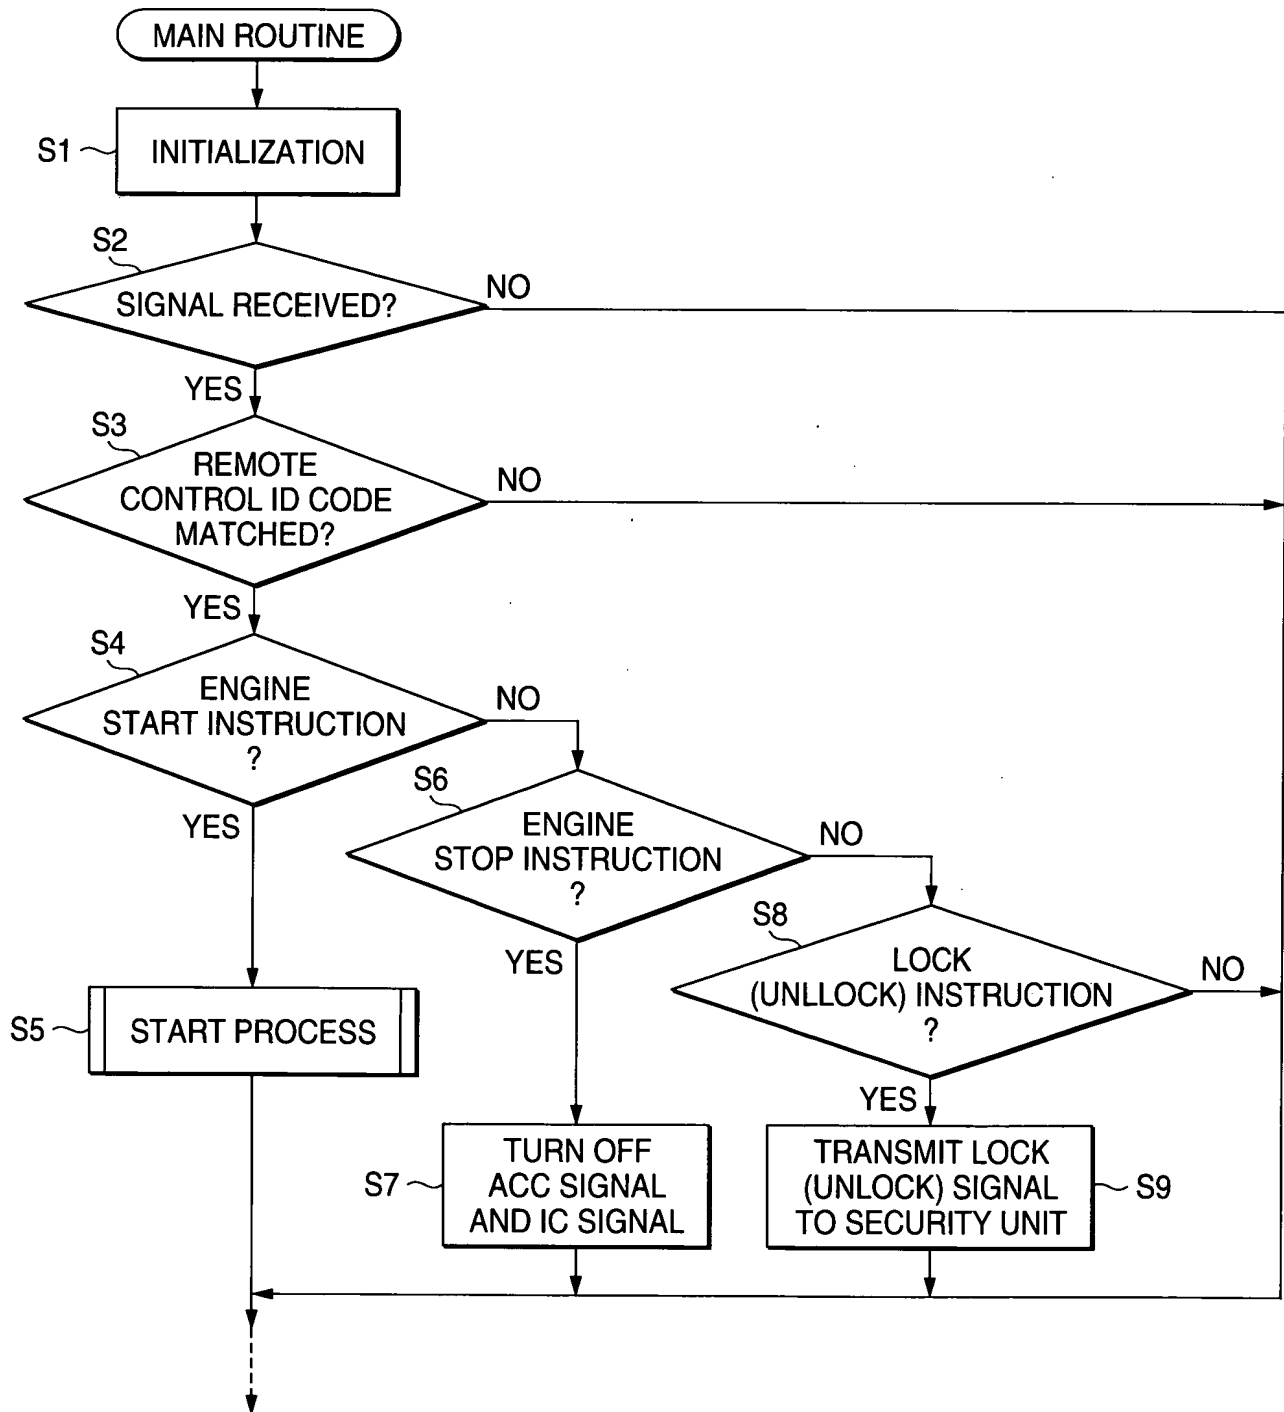 MAIN ROUTINE
S1
INITIALIZATION
S2
SIGNAL RECEIVED?
NO
YES
S3
REMOTE
CONTROL ID CODE
MATCHED?
NO
YES
S4
ENGINE
START INSTRUCTION
?
NO
YES
S6
ENGINE
STOP INSTRUCTION
?
NO
YES
S8
LOCK
(UNLLOCK) INSTRUCTION
?
NO
YES
S5
START PROCESS
S7
TURN OFF
ACC SIGNAL
AND IC SIGNAL
TRANSMIT LOCK
(UNLOCK) SIGNAL
TO SECURITY UNIT
S9